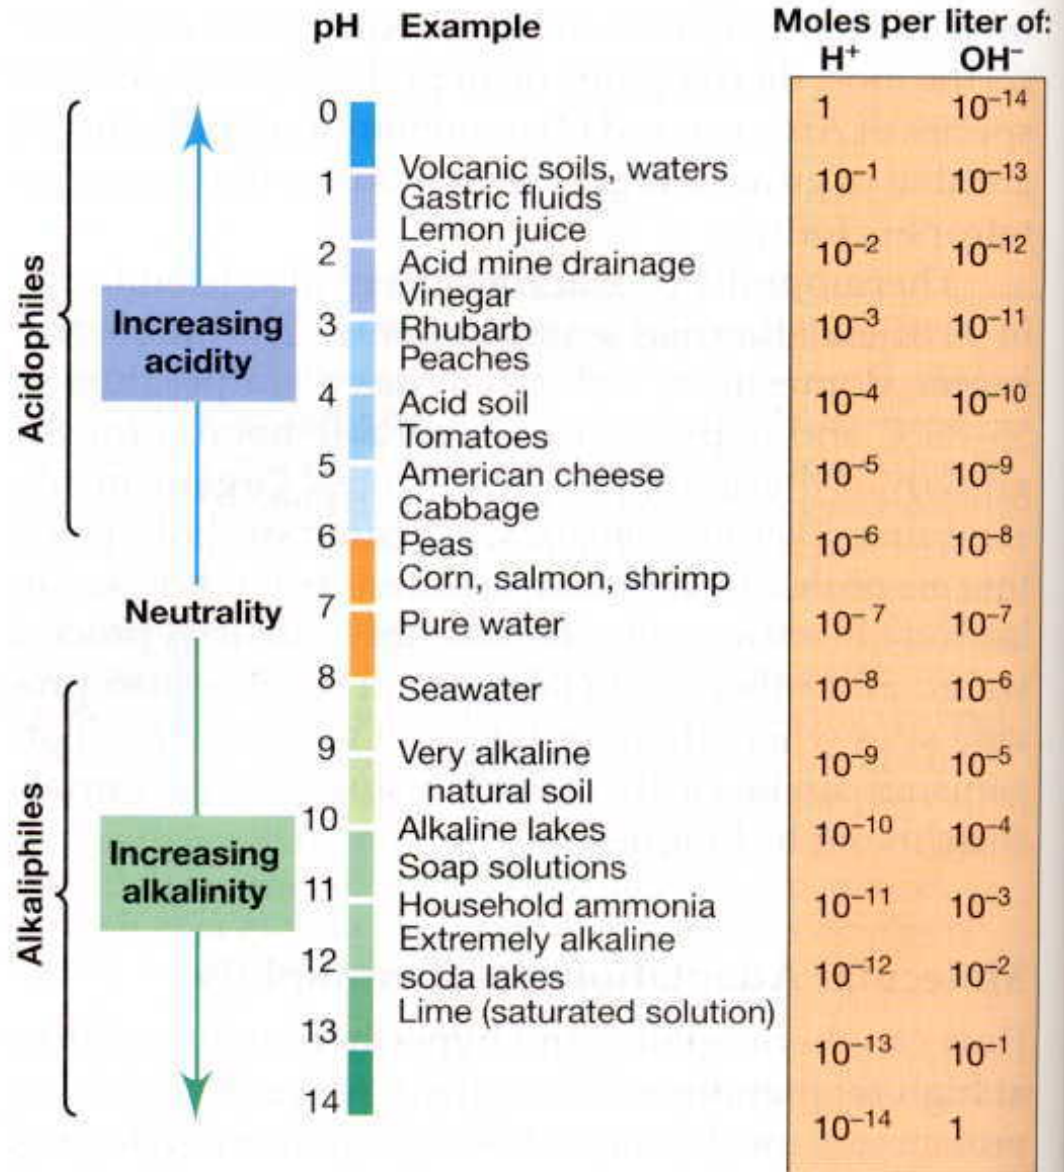 pH Example Moles per liter of:
H⁺ OH⁻
0 1 10⁻¹⁴
Volcanic soils, waters
1 10⁻¹ 10⁻¹³
Gastric fluids
Lemon juice
2 10⁻² 10⁻¹²
Acid mine drainage
Vinegar
3 Rhubarb 10⁻³ 10⁻¹¹
Increasing
acidity
Peaches
Acidophiles
4 Acid soil 10⁻⁴ 10⁻¹⁰
Tomatoes
5 American cheese 10⁻⁵ 10⁻⁹
Cabbage
6 Peas 10⁻⁶ 10⁻⁸
Corn, salmon, shrimp
7 10⁻⁷ 10⁻⁷
Neutrality
Pure water
8 Seawater 10⁻⁸ 10⁻⁶
9 Very alkaline 10⁻⁹ 10⁻⁵
natural soil
10 Alkaline lakes 10⁻¹⁰ 10⁻⁴
Increasing
alkalinity
Alkaliphiles
Soap solutions
11 Household ammonia 10⁻¹¹ 10⁻³
Extremely alkaline
12 soda lakes 10⁻¹² 10⁻²
Lime (saturated solution)
13 10⁻¹³ 10⁻¹
14 10⁻¹⁴ 1